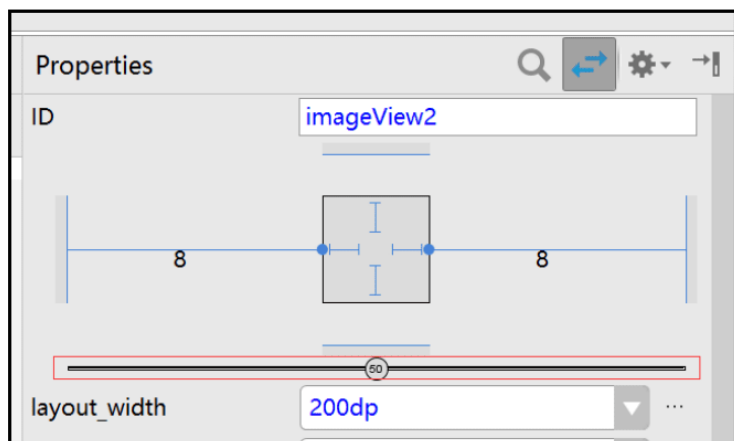 Properties
ID
imageView2
8
8
50
layout_width
200dp
...